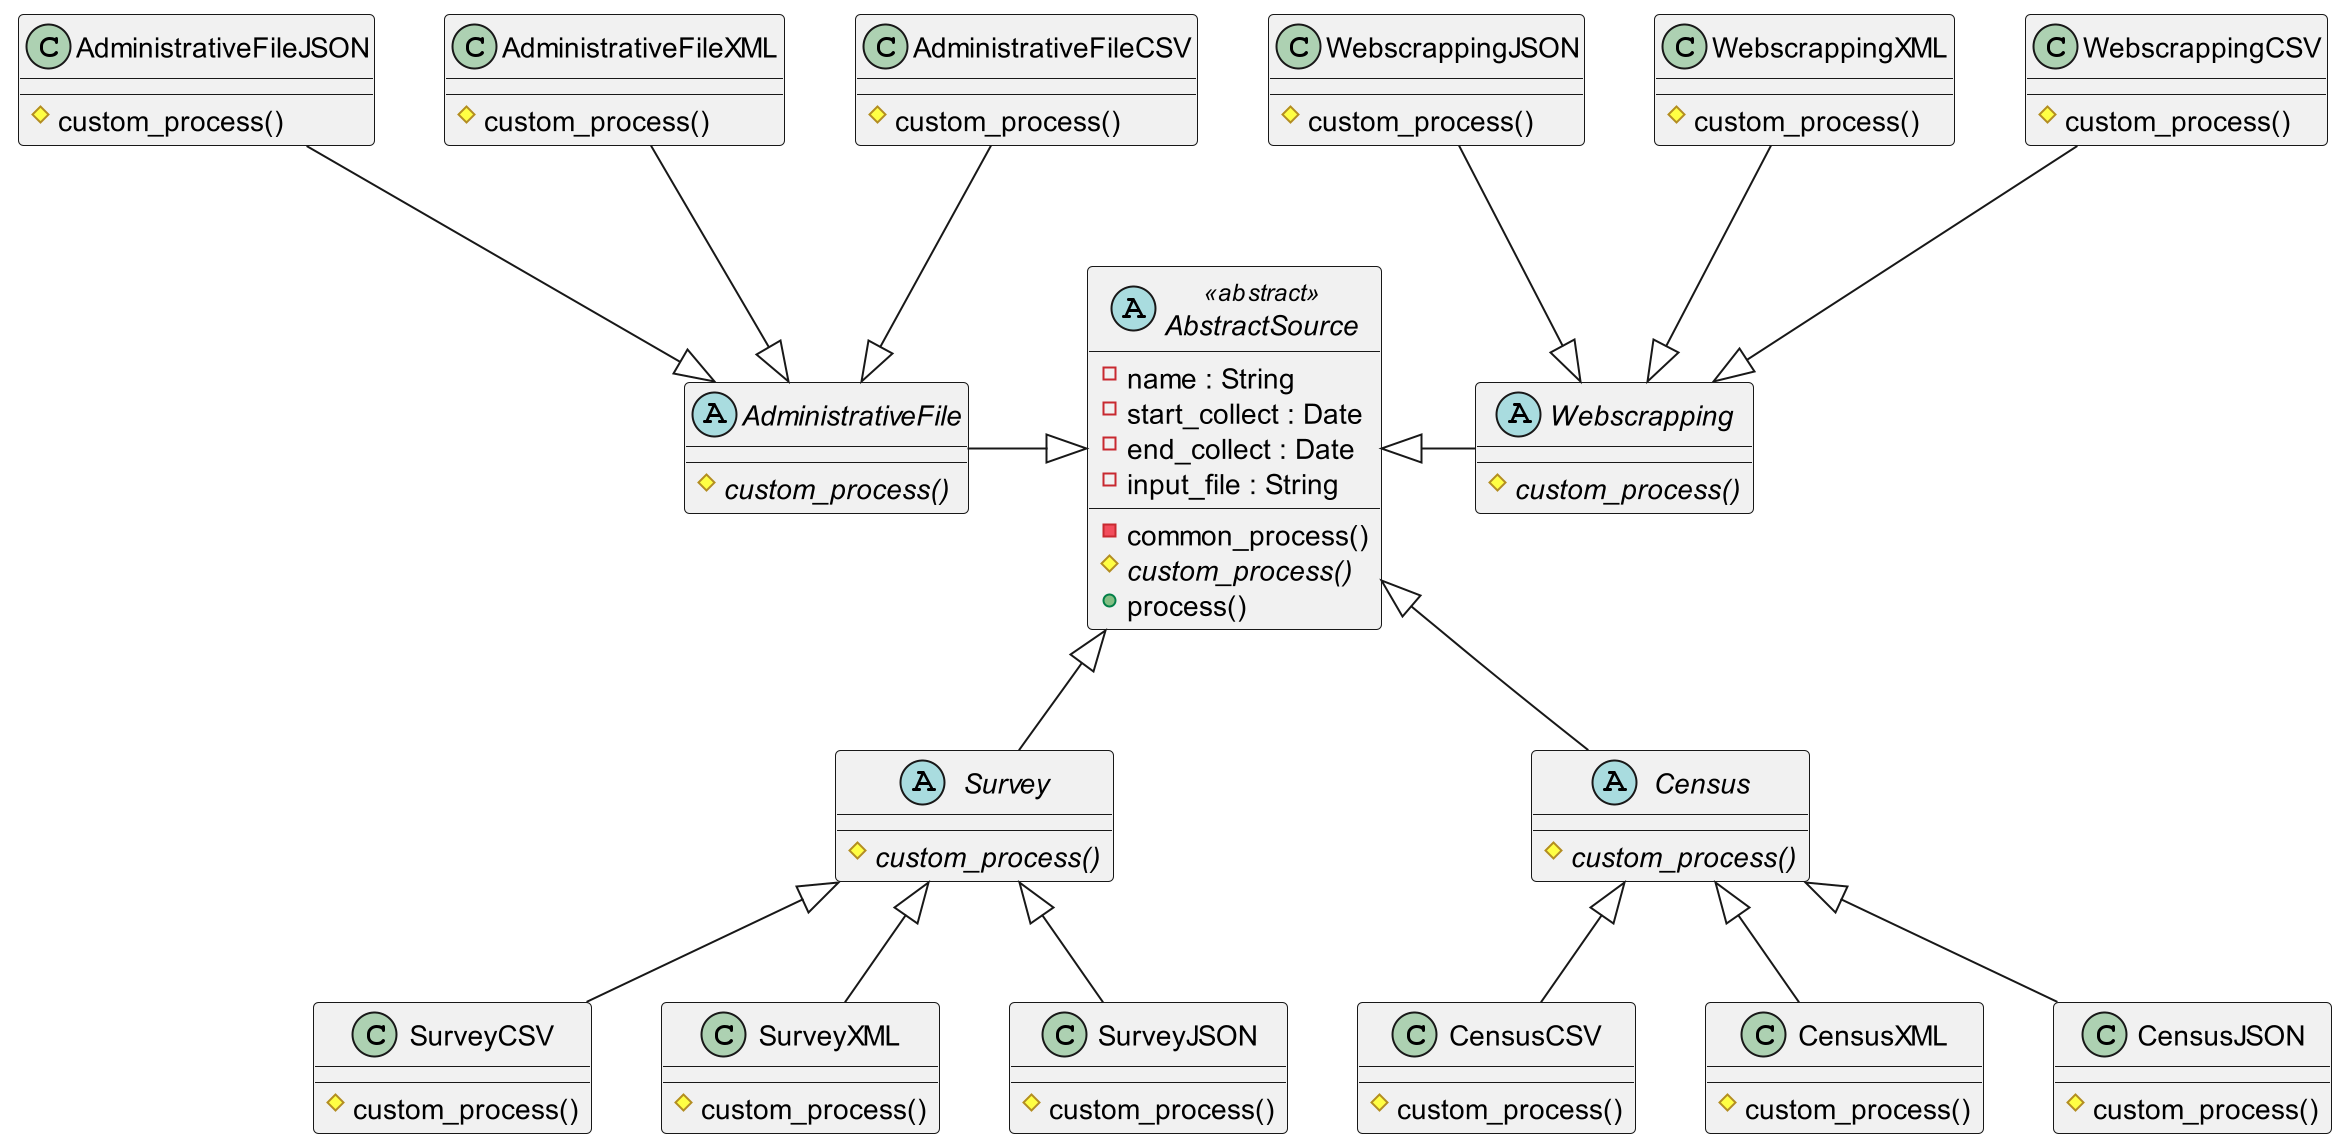 C AdministrativeFileJSON
custom_process()
C AdministrativeFileXML
custom_process()
C AdministrativeFileCSV
custom_process()
C WebscrappingJSON
custom_process()
C WebscrappingXML
custom_process()
C WebscrappingCSV
custom_process()
A AdministrativeFile
custom_process()
«abstract»
A AbstractSource
name : String
start_collect : Date
end_collect : Date
input_file : String
common_process()
custom_process()
process()
A Webscrapping
custom_process()
A Survey
custom_process()
A Census
custom_process()
C SurveyCSV
custom_process()
C SurveyXML
custom_process()
C SurveyJSON
custom_process()
C CensusCSV
custom_process()
C CensusXML
custom_process()
C CensusJSON
custom_process()